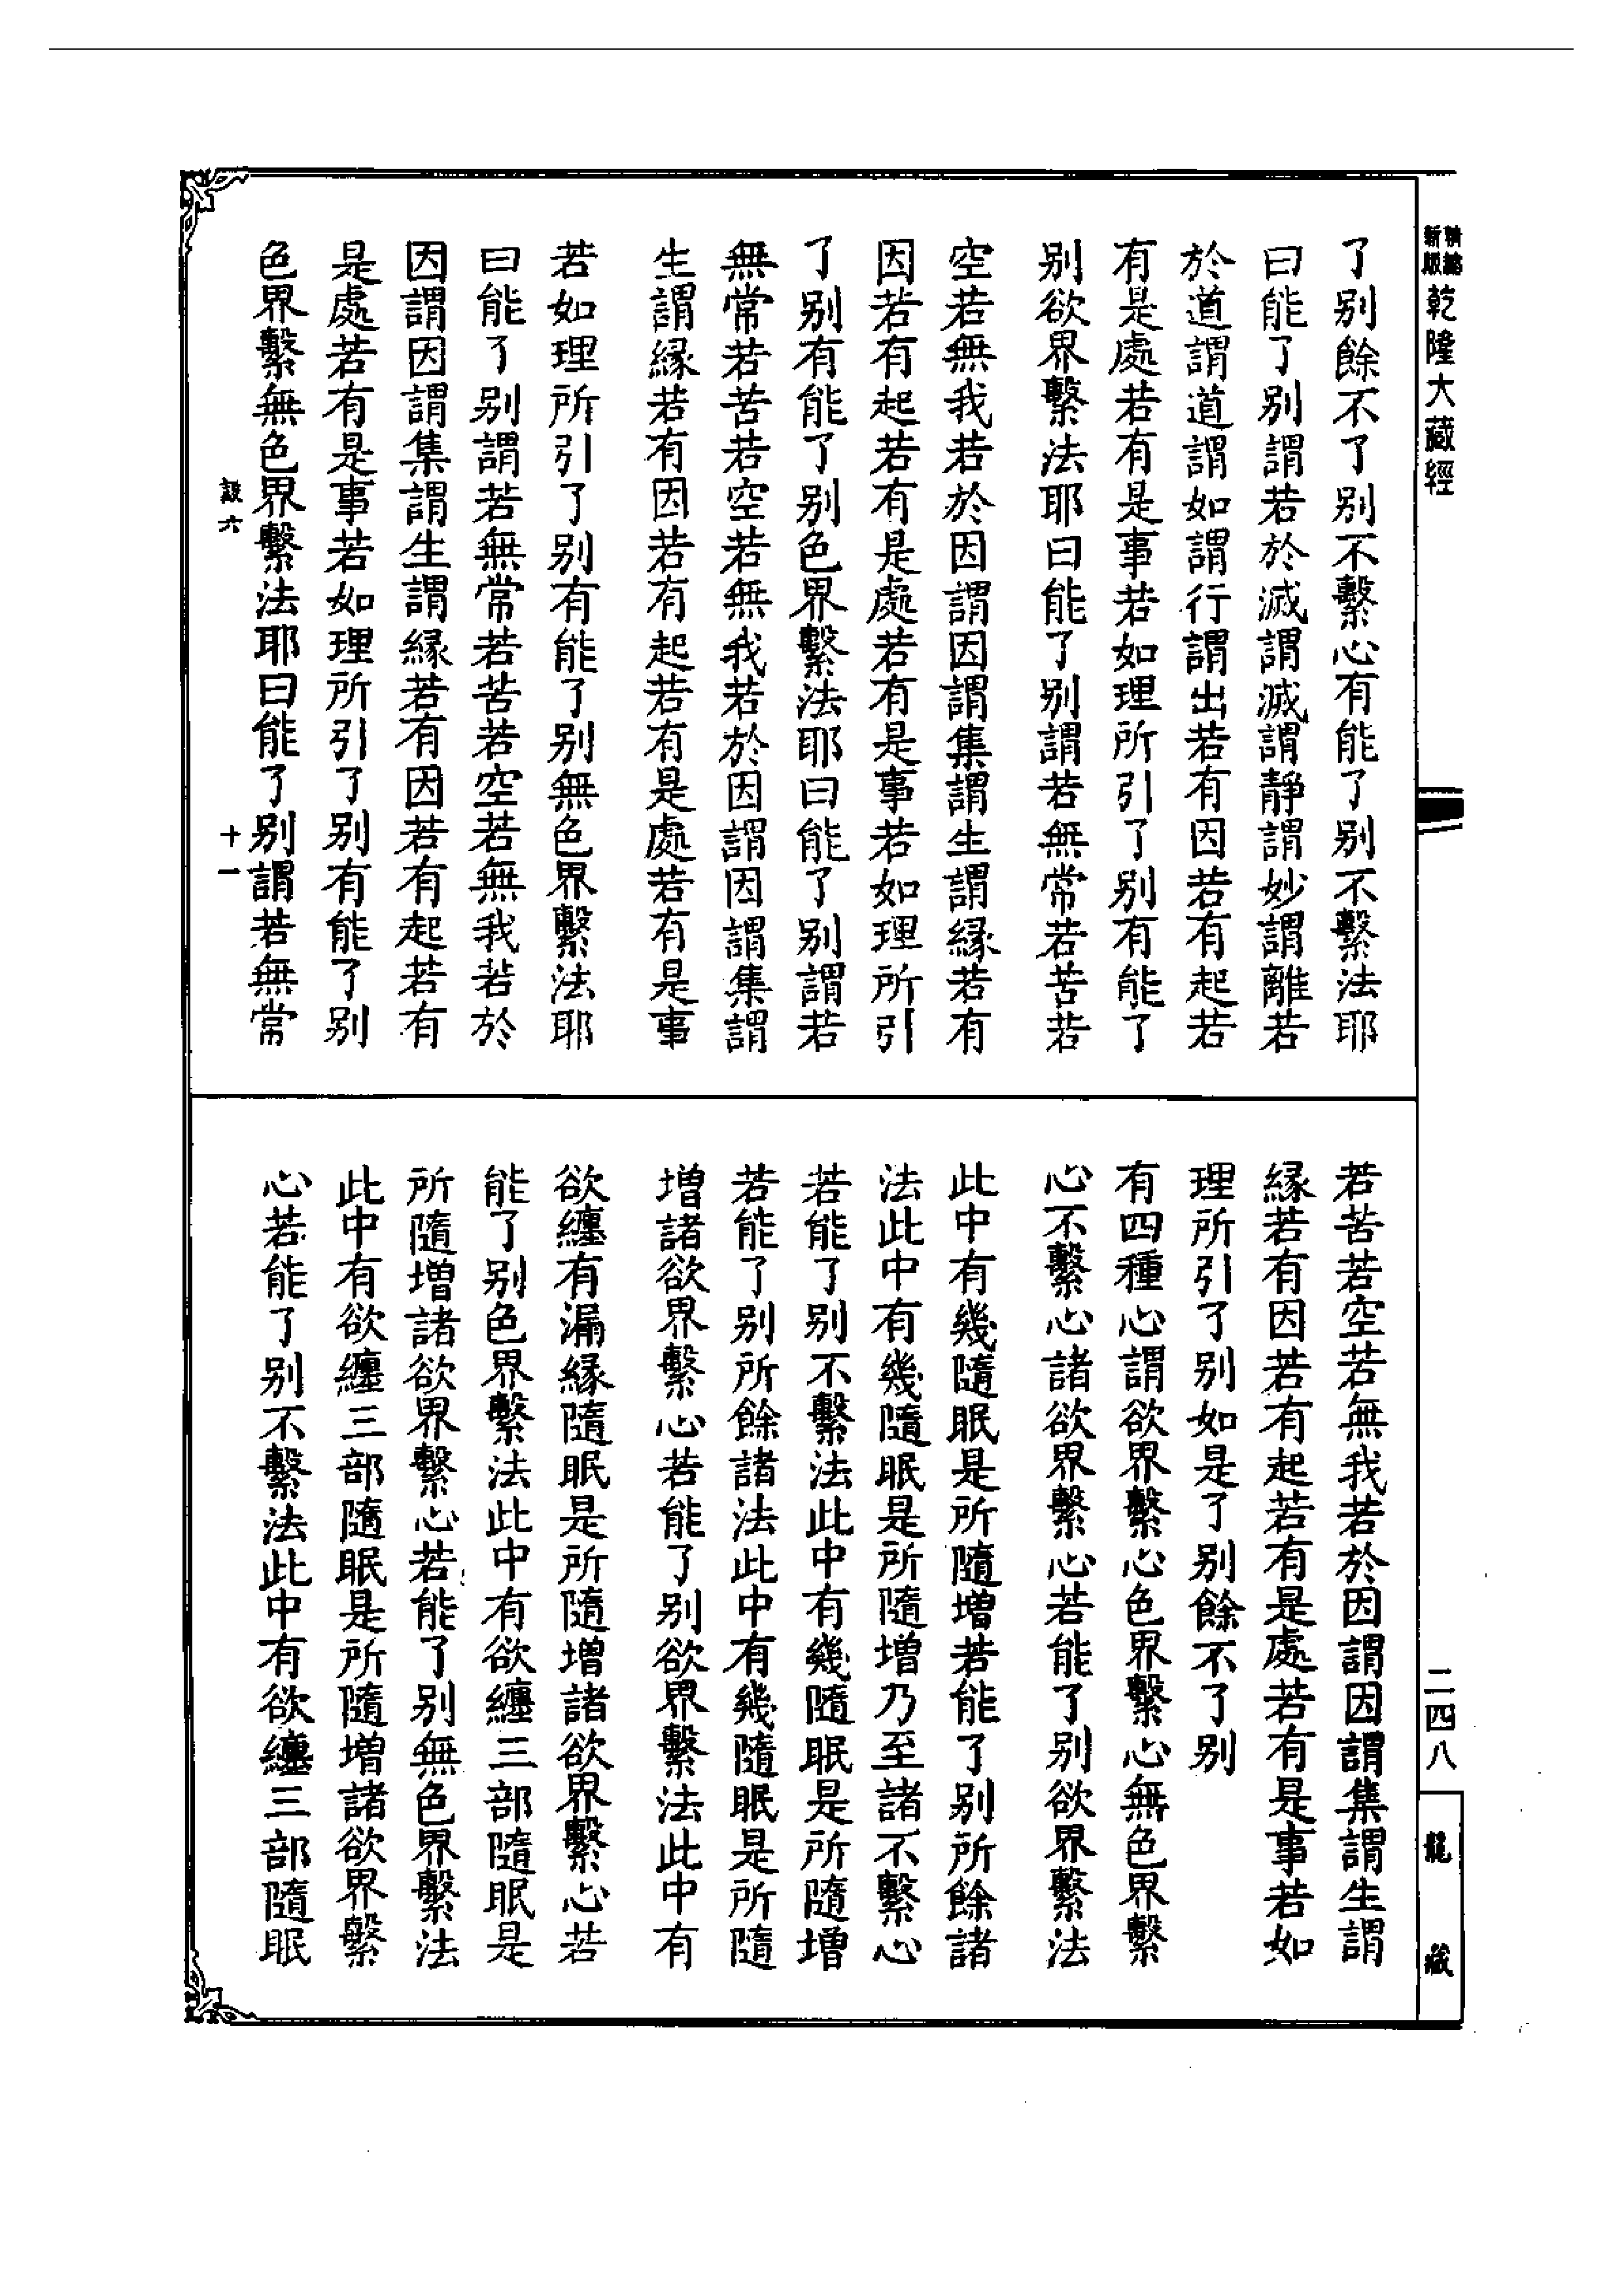 新版
精縮
乾隆大藏經
二四八
龍藏
了別餘不了別不繫心有能了別不繫法耶
曰能了別謂若於滅謂滅謂靜謂妙謂離若
於道謂道謂如謂行謂出若有因若有起若
有是處若有是事若如理所引了別有能了
別欲界繫法耶曰能了別謂若無常若苦若
空若無我若於因謂因謂集謂生謂緣若有
因若有起若有是處若有是事若如理所引
了別有能了別色界繫法耶曰能了別謂若
無常若苦若空若無我若於因謂因謂集謂
生謂緣若有因若有起若有是處若有是事
若如理所引了別有能了別無色界繫法耶
曰能了別謂若無常若苦若空若無我若於
因謂因謂集謂生謂緣若有因若有起若有
是處若有是事若如理所引了別有能了別
色界繫無色界繫法耶曰能了別謂若無常
設六
十一
若苦若空若無我若於因謂因謂集謂生謂
緣若有因若有起若有是處若有是事若如
理所引了別如是了別餘不了別
有四種心謂欲界繫心色界繫心無色界繫
心不繫心諸欲界繫心若能了別欲界繫法
此中有幾隨眠是所隨增若能了別所餘諸
法此中有幾隨眠是所隨增乃至諸不繫心
若能了別不繫法此中有幾隨眠是所隨增
若能了別所餘諸法此中有幾隨眠是所隨
增諸欲界繫心若能了別欲界繫法此中有
欲纏有漏緣隨眠是所隨增諸欲界繫心若
能了別色界繫法此中有欲纏三部隨眠是
所隨增諸欲界繫心若能了別無色界繫法
此中有欲纏三部隨眠是所隨增諸欲界繫
心若能了別不繫法此中有欲纏三部隨眠